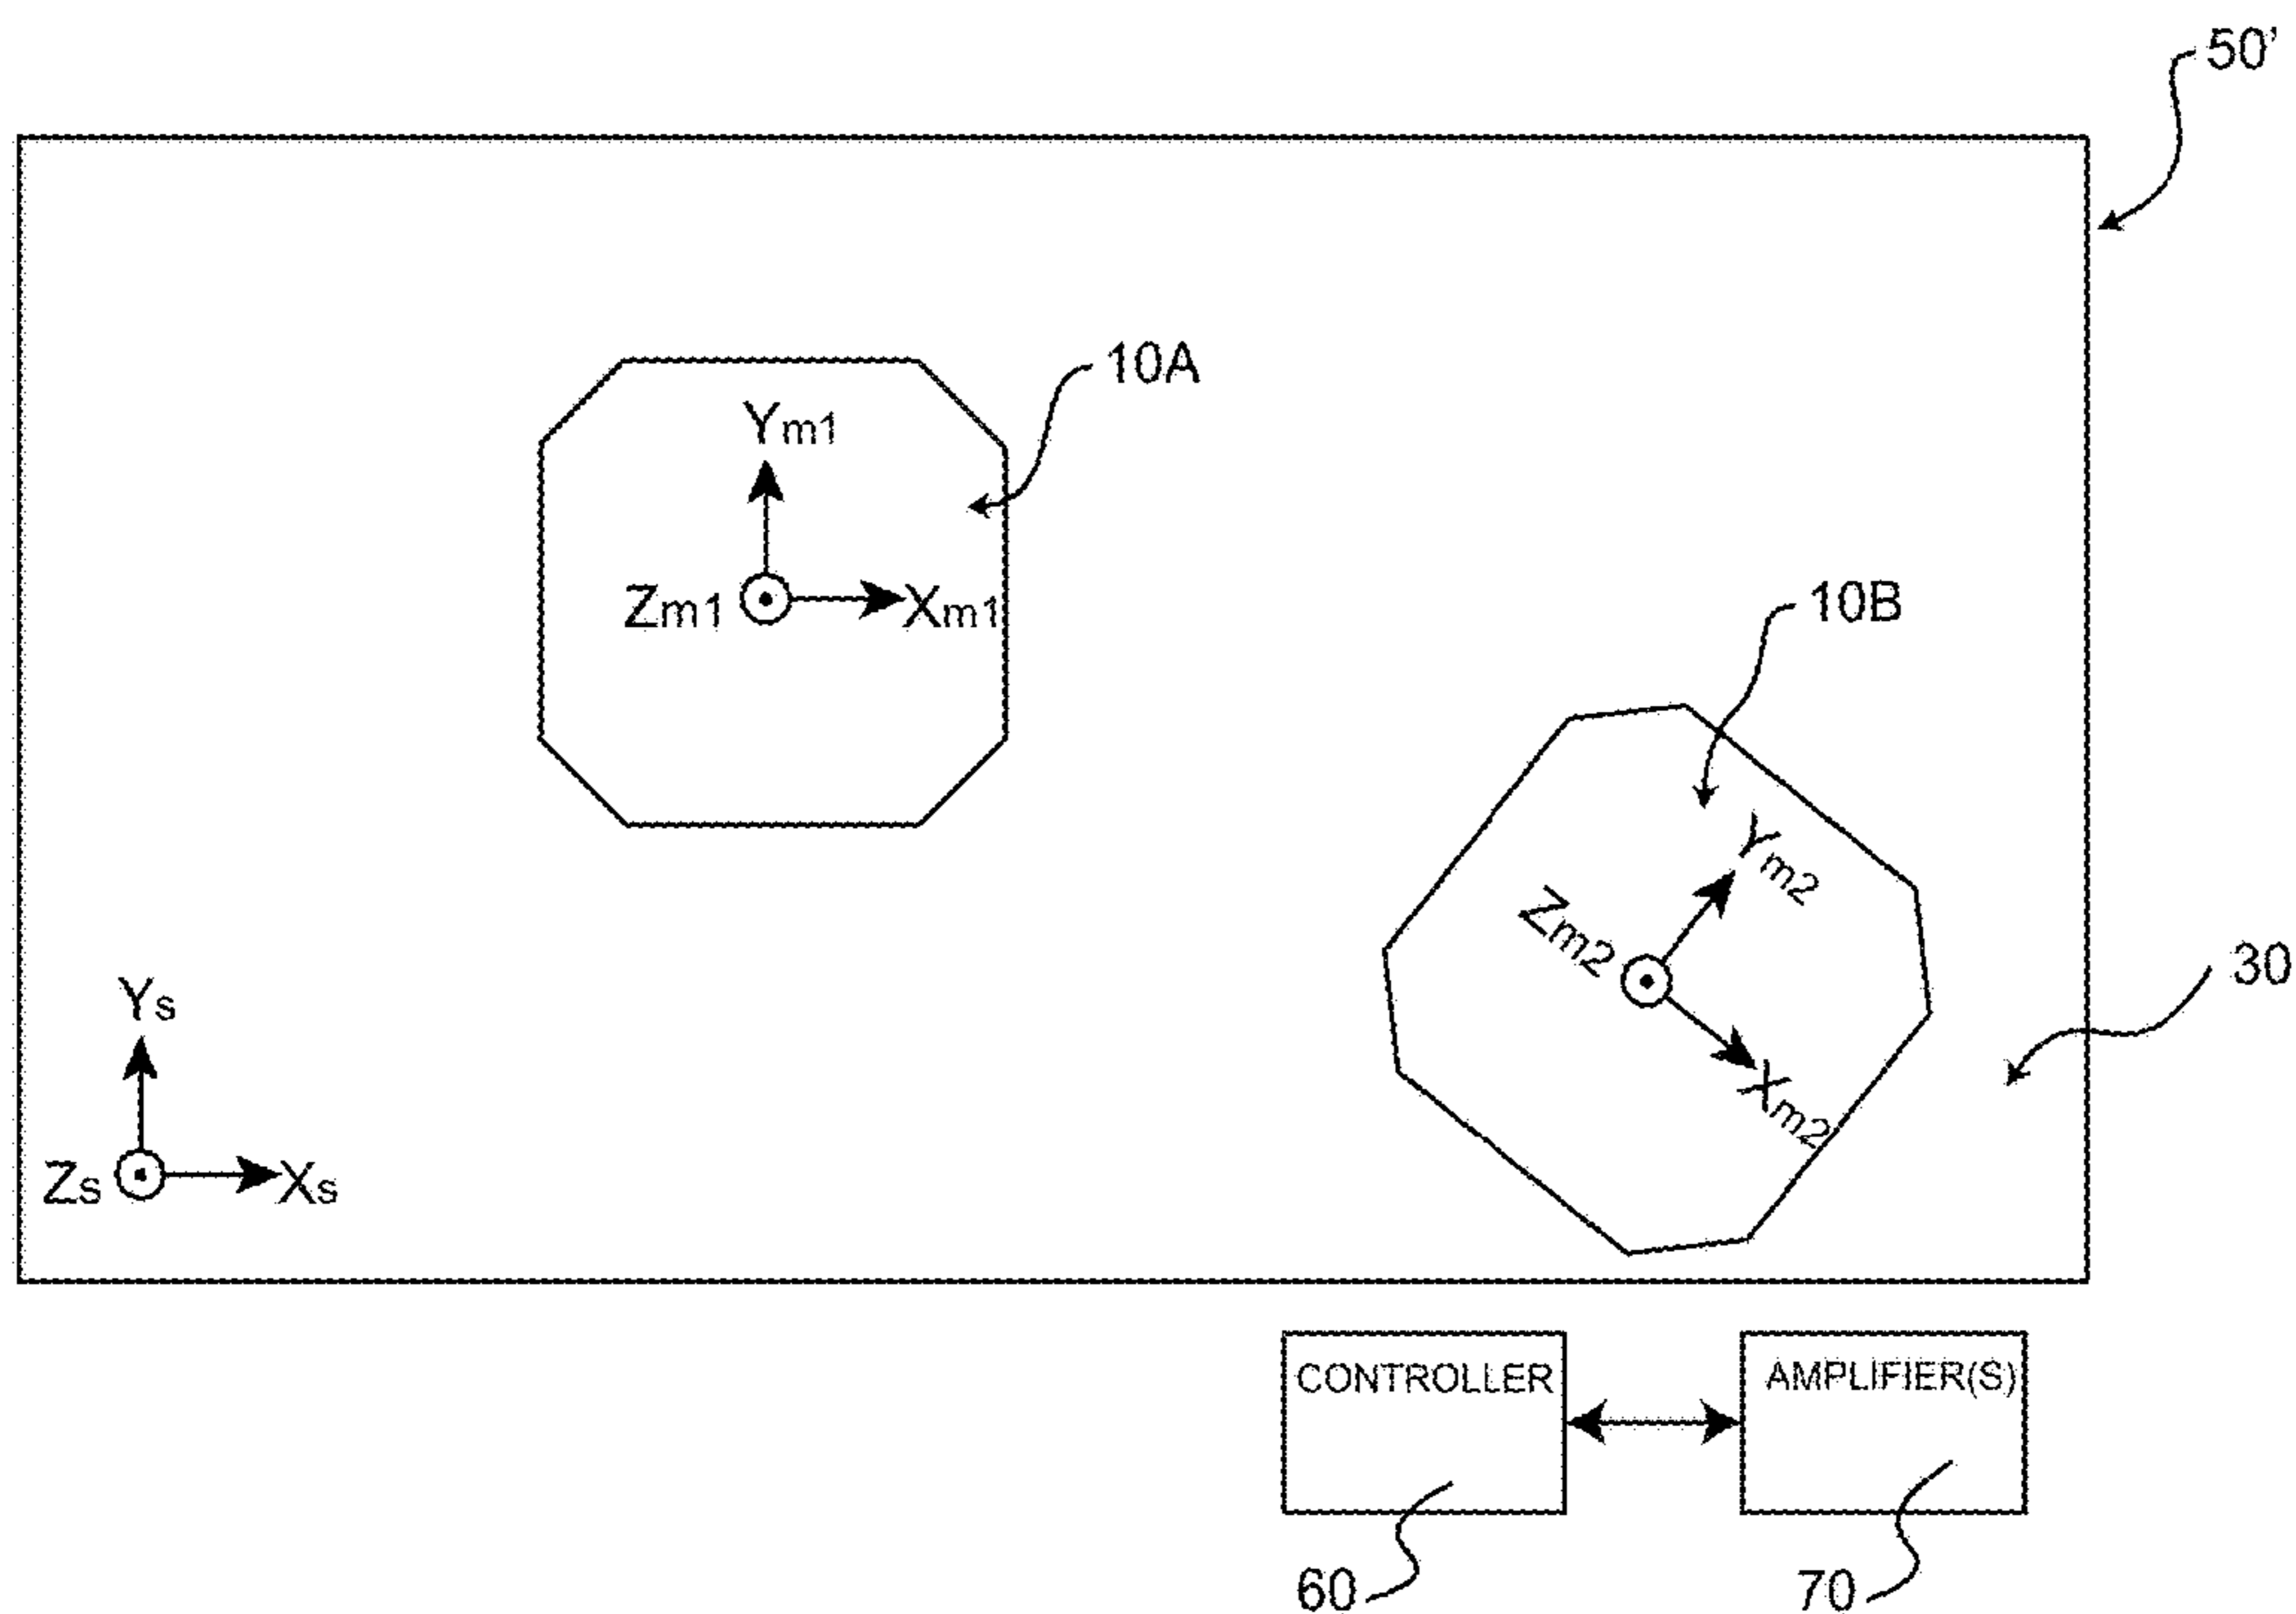 50'
10A
Ym1
Zm1
Xm1
10B
Ym2
Zm2
30
Ys
Xm2
Zs
Xs
CONTROLLER
AMPLIFIER(S)
60
70